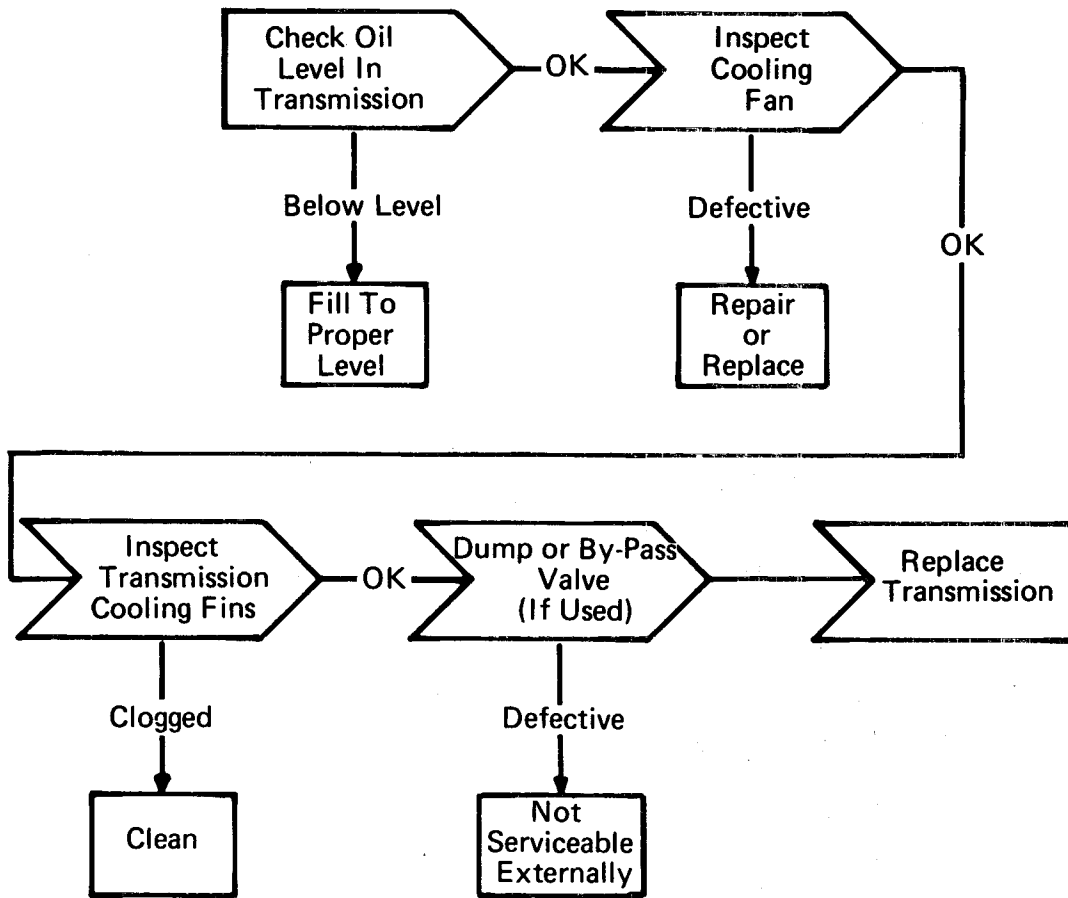 Check Oil
Level In
Transmission
OK
Inspect
Cooling
Fan
OK
Below Level
Defective
Fill To
Proper
Level
Repair
or
Replace
Inspect
Transmission
Cooling Fins
OK
Dump or By-Pass
Valve
(If Used)
Replace
Transmission
Clogged
Defective
Clean
Not
Serviceable
Externally